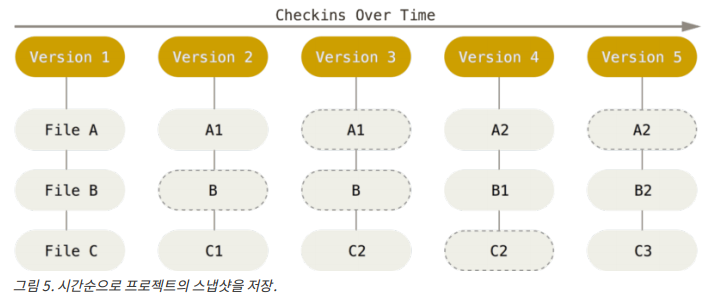 Checkins Over Time
Version 1 Version 2 Version 3 Version 4 Version 5
File A A1 A1 A2 A2
File B B B B1 B2
File C C1 C2 C2 C3
그림 5. 시간순으로 프로젝트의 스냅샷을 저장.